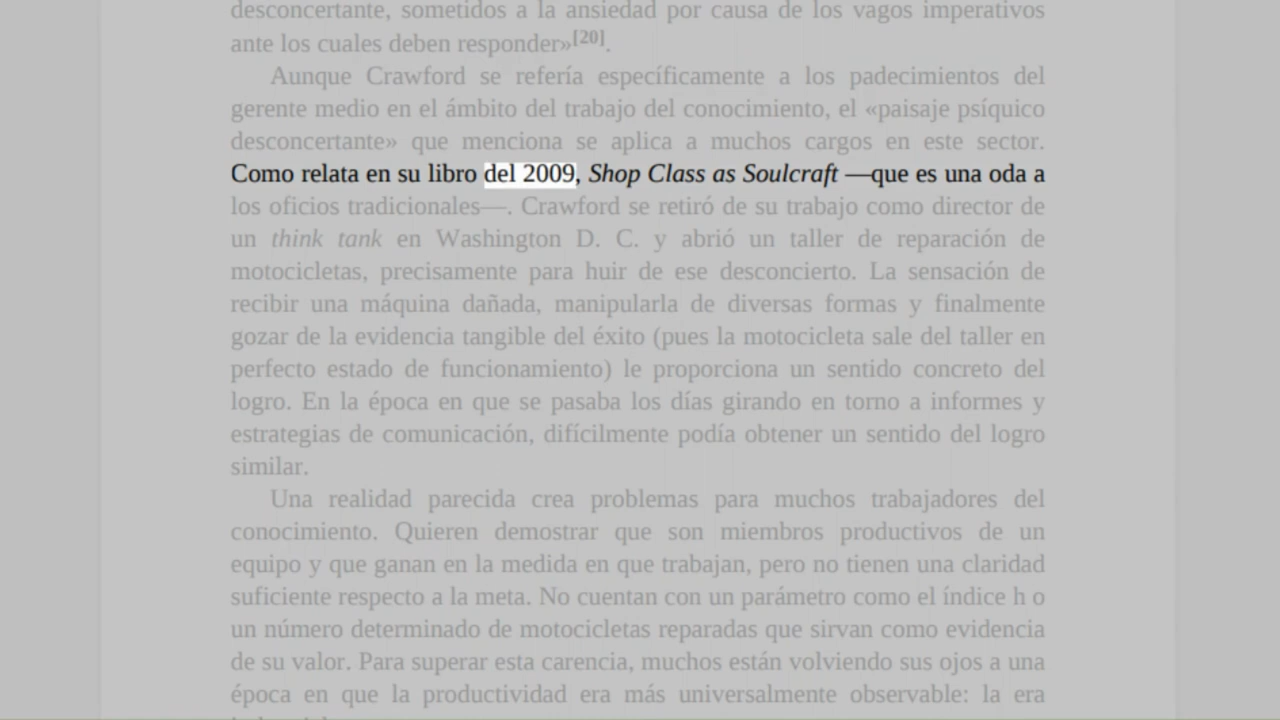 desconcertante, sometidos a la ansiedad por causa de los vagos imperativos
ante los cuales deben responder»[20].
Aunque Crawford se refería específicamente a los padecimientos del
gerente medio en el ámbito del trabajo del conocimiento, el «paisaje psíquico
desconcertante» que menciona se aplica a muchos cargos en este sector.
Como relata en su libro del 2009, Shop Class as Soulcraft —que es una oda a
los oficios tradicionales—. Crawford se retiró de su trabajo como director de
un think tank en Washington D. C. y abrió un taller de reparación de
motocicletas, precisamente para huir de ese desconcierto. La sensación de
recibir una máquina dañada, manipularla de diversas formas y finalmente
gozar de la evidencia tangible del éxito (pues la motocicleta sale del taller en
perfecto estado de funcionamiento) le proporciona un sentido concreto del
logro. En la época en que se pasaba los días girando en torno a informes y
estrategias de comunicación, difícilmente podía obtener un sentido del logro
similar.
Una realidad parecida crea problemas para muchos trabajadores del
conocimiento. Quieren demostrar que son miembros productivos de un
equipo y que ganan en la medida en que trabajan, pero no tienen una claridad
suficiente respecto a la meta. No cuentan con un parámetro como el índice h o
un número determinado de motocicletas reparadas que sirvan como evidencia
de su valor. Para superar esta carencia, muchos están volviendo sus ojos a una
época en que la productividad era más universalmente observable: la era